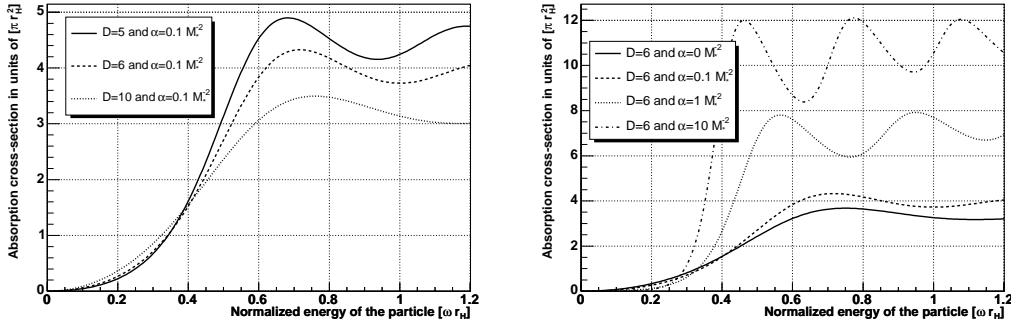 Absorption cross-section in units of [π r²_H]
5
4
3
2
1
0
D=5 and α=0.1 M*⁻²
D=6 and α=0.1 M*⁻²
D=10 and α=0.1 M*⁻²
0 0.2 0.4 0.6 0.8 1 1.2
Normalized energy of the particle [ω r_H]
Absorption cross-section in units of [π r²_H]
12
10
8
6
4
2
0
D=6 and α=0 M*⁻²
D=6 and α=0.1 M*⁻²
D=6 and α=1 M*⁻²
D=6 and α=10 M*⁻²
0 0.2 0.4 0.6 0.8 1 1.2
Normalized energy of the particle [ω r_H]